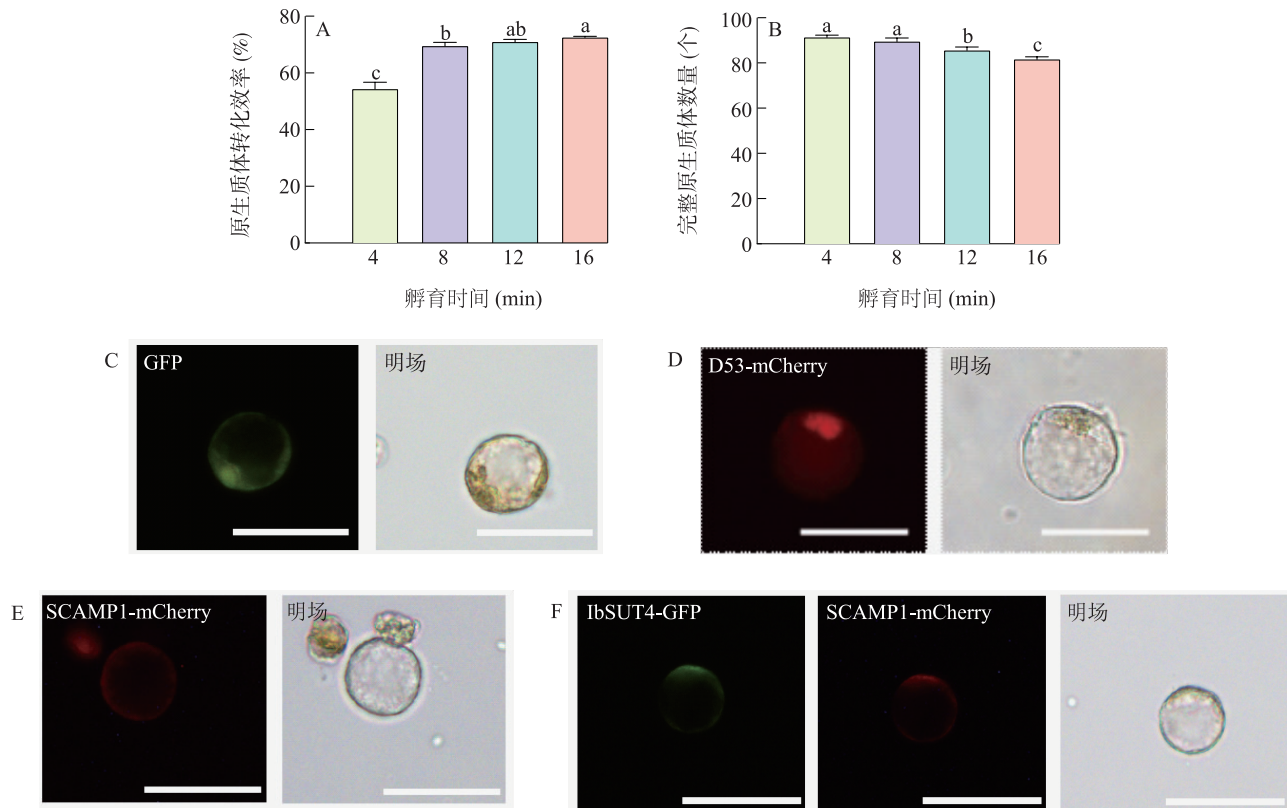 A
原生质体转化效率 (%)
80
60
40
20
0
c
b
ab
a
4
8
12
16
孵育时间 (min)
B
完整原生质体数量 (个)
100
80
60
40
20
0
a
a
b
c
4
8
12
16
孵育时间 (min)
C
GFP
明场
D
D53-mCherry
明场
E
SCAMP1-mCherry
明场
F
IbSUT4-GFP
SCAMP1-mCherry
明场